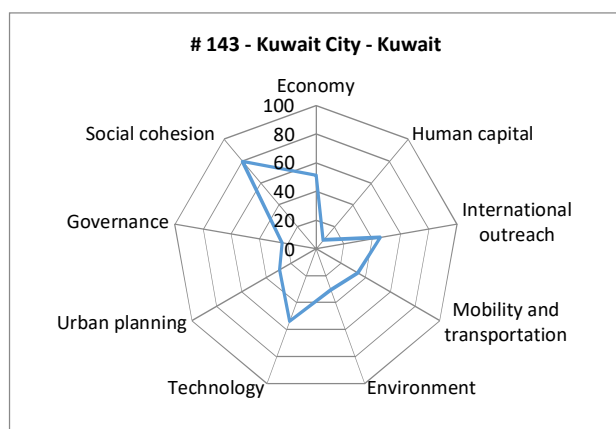 # 143 - Kuwait City - Kuwait
Economy
100
80
60
40
20
0
Human capital
International
outreach
Mobility and
transportation
Environment
Technology
Urban planning
Governance
Social cohesion